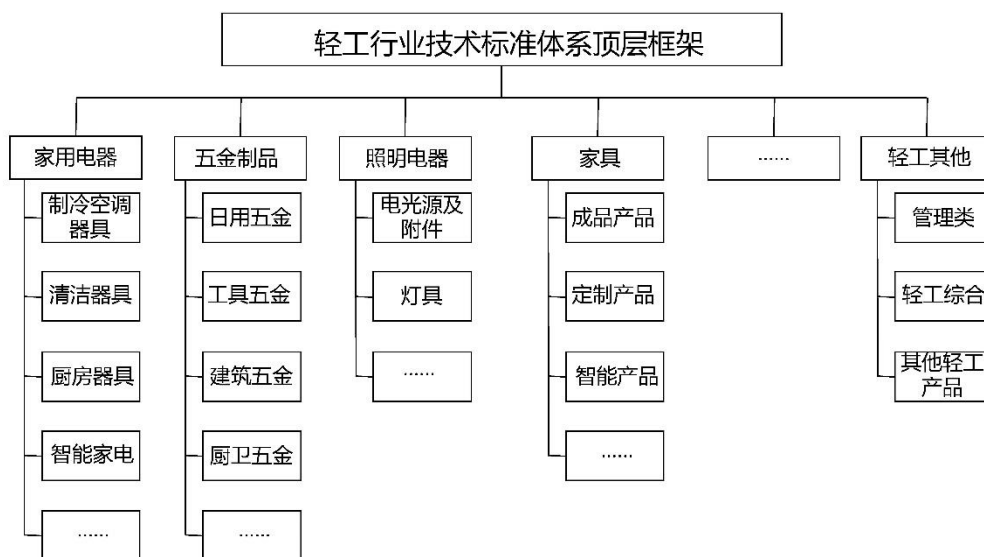 轻工行业技术标准体系顶层框架
家用电器
制冷空调
器具
清洁器具
厨房器具
智能家电
……
五金制品
日用五金
工具五金
建筑五金
厨卫五金
……
照明电器
电光源及
附件
灯具
……
家具
成品产品
定制产品
智能产品
……
……
轻工其他
管理类
轻工综合
其他轻工
产品